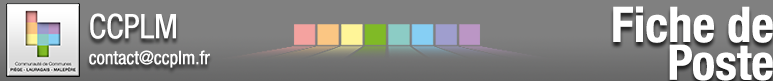 CCPLM
contact@ccplm.fr
Communauté de Communes
PIÈGE - LAURAGAIS - MALEPÈRE
Fiche de
Poste